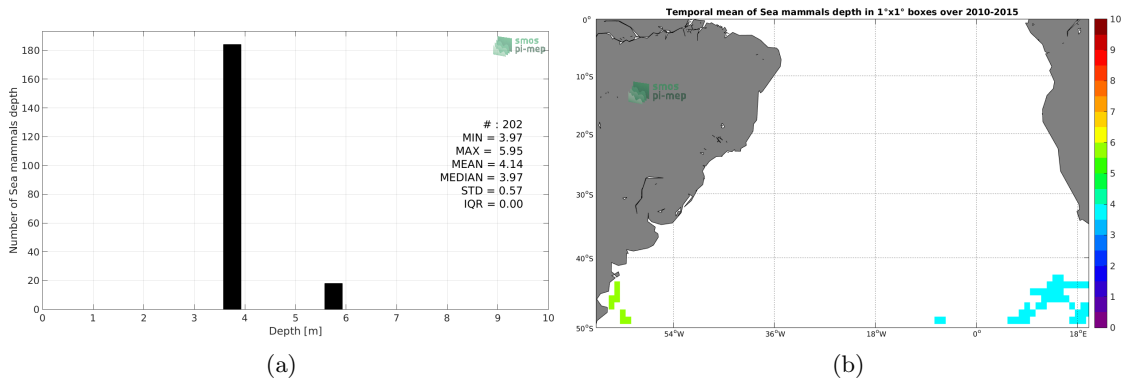 180
160
140
120
100
80
60
40
20
0
Number of Sea mammals depth
0 1 2 3 4 5 6 7 8 9 10
Depth [m]
smos
pi-mep
# : 202
MIN = 3.97
MAX = 5.95
MEAN = 4.14
MEDIAN = 3.97
STD = 0.57
IQR = 0.00
(a)
Temporal mean of Sea mammals depth in 1°x1° boxes over 2010-2015
0°
10°S
20°S
30°S
40°S
50°S
smos
pi-mep
54°W 36°W 18°W 0° 18°E
10
9
8
7
6
5
4
3
2
1
0
(b)